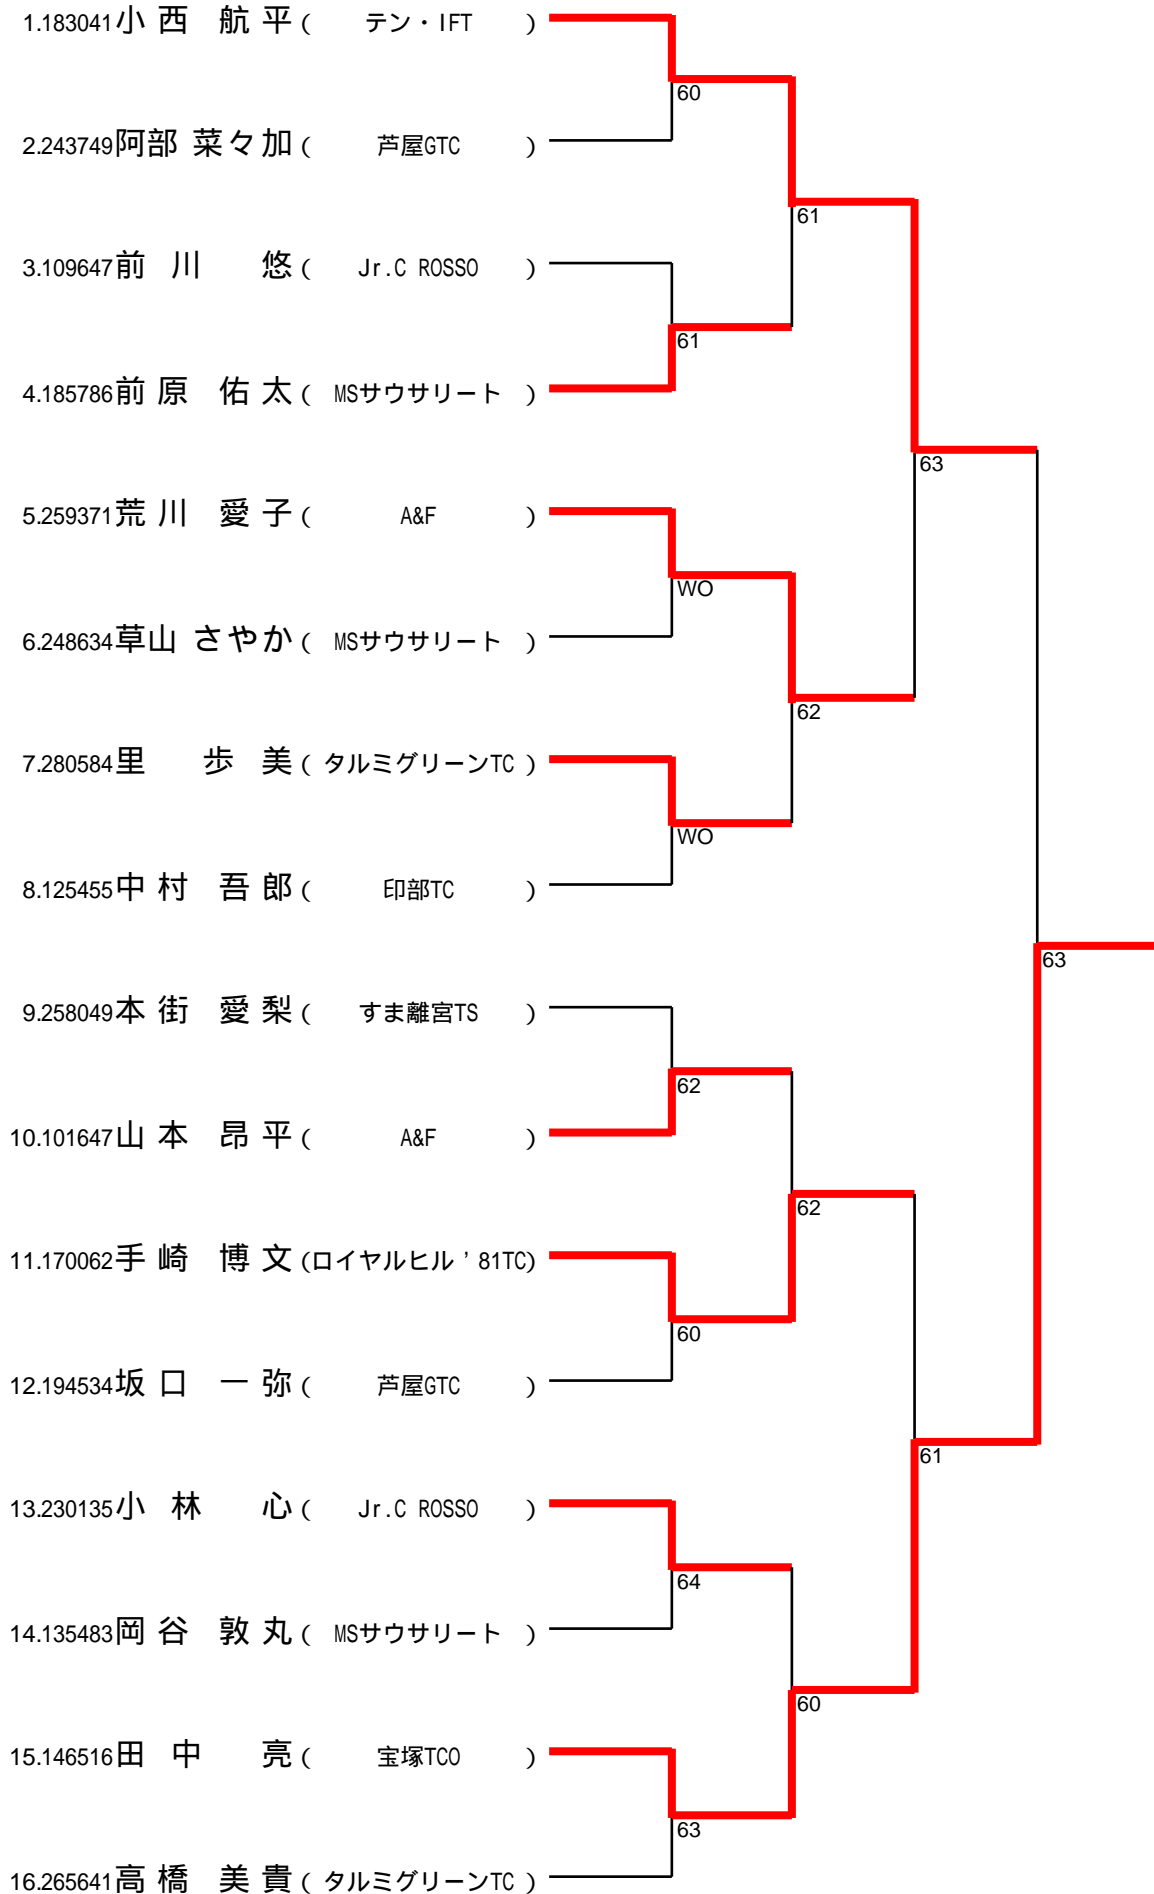 1.183041小西 航平( テン・IFT )
60
2.243749阿部 菜々加( 芦屋GTC )
61
3.109647前川 悠( Jr.C ROSSO )
61
4.185786前原 佑太( MSサウサリート )
63
5.259371荒川 愛子( A&F )
WO
6.248634草山 さやか( MSサウサリート )
62
7.280584里 歩美( タルミグリーンTC )
WO
8.125455中村 吾郎( 印部TC )
63
9.258049本街 愛梨( すま離宮TS )
62
10.101647山本 昂平( A&F )
62
11.170062手崎 博文(ロイヤルヒル'81TC)
60
12.194534坂口 一弥( 芦屋GTC )
61
13.230135小林 心( Jr.C ROSSO )
64
14.135483岡谷 敦丸( MSサウサリート )
60
15.146516田中 亮( 宝塚TCO )
63
16.265641高橋 美貴( タルミグリーンTC )